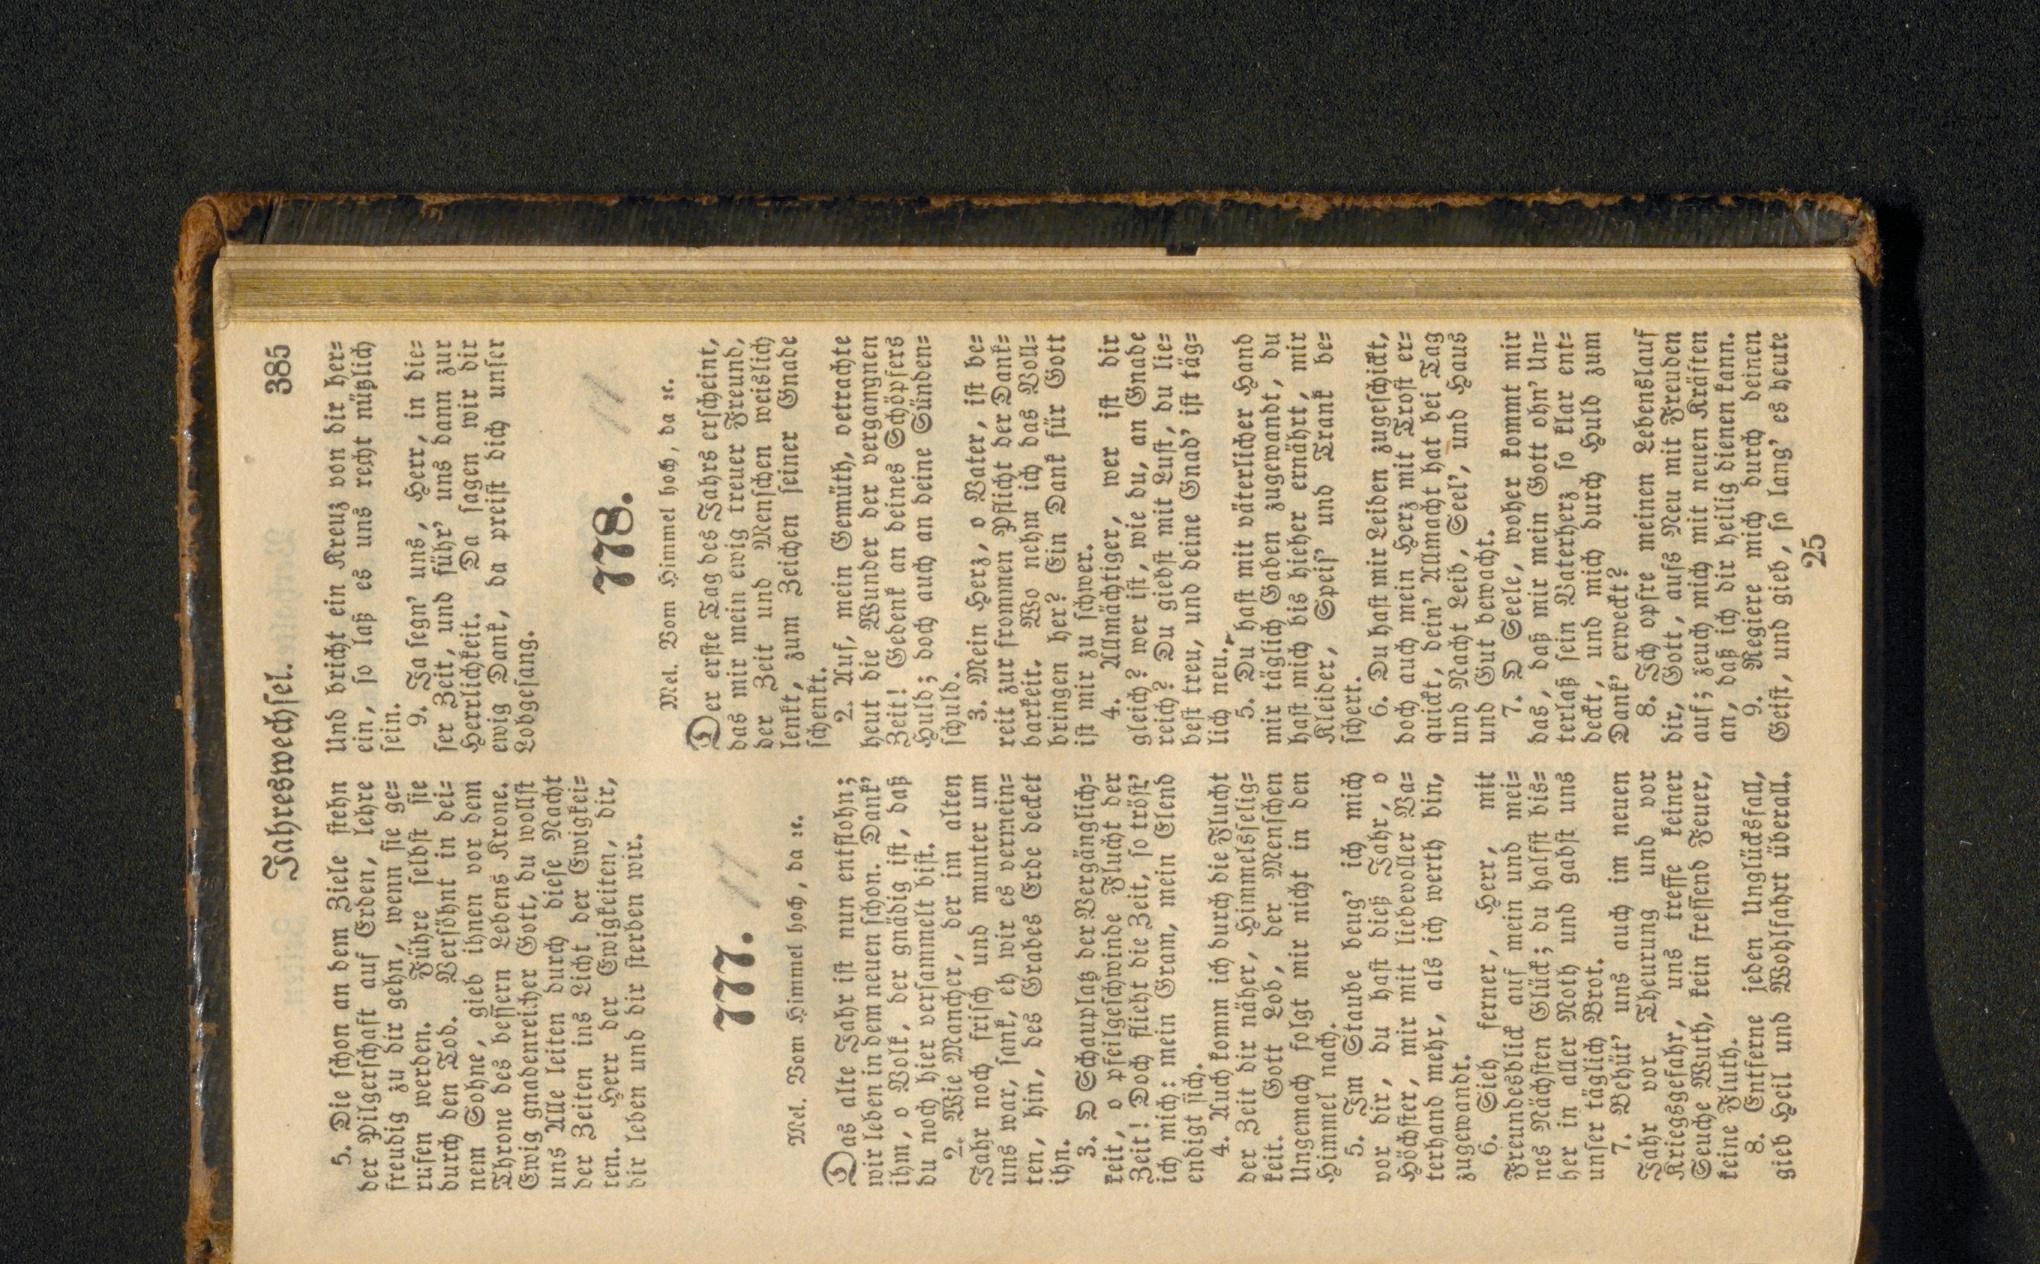 Jahreswechsel. 385
5. Die schon an dem Ziele stehn
der Pilgerschaft auf Erden, lehre
freudig zu dir gehn, wenn sie ge=
rufen werden. Führe selbst sie
durch den Tod. Versöhnt in dei=
nem Sohne, gieb ihnen vor dem
Throne des bessern Lebens Krone.
Ewig gnadenreicher Gott, du wollst
uns Alle leiten durch diese Nacht
der Zeiten ins Licht der Ewigkei=
ten. Herr der Ewigkeiten, dir,
dir leben und dir sterben wir.
777.
Mel. Vom Himmel hoch, da ꝛc.
Das alte Jahr ist nun entflohn;
wir leben in dem neuen schon. Dank'
ihm, o Volk, der gnädig ist, daß
du noch hier versammelt bist.
2. Wie Mancher, der im alten
Jahr noch frisch und munter um
uns war, sank, eh wir es vermein=
ten, hin, des Grabes Erde decket
ihn.
3. O Schauplatz der Vergänglich=
keit, o pfeilgeschwinde Flucht der
Zeit! Doch flieht die Zeit, so tröst'
ich mich: mein Gram, mein Elend
endigt sich.
4. Auch komm ich durch die Flucht
der Zeit dir näher, Himmelsselig=
keit. Gott Lob, der Menschen
Ungemach folgt mir nicht in den
Himmel nach.
5. Im Staube beug' ich mich
vor dir, du hast dieß Jahr, o
Höchster, mir mit liebevoller Va=
terhand mehr, als ich werth bin,
zugewandt.
6. Sieh ferner, Herr, mit
Freundesblick auf mein und mei=
nes Nächsten Glück; du halfst bis=
her in aller Noth und gabst uns
unser täglich Brot.
7. Behüt' uns auch im neuen
Jahr vor Theurung und vor
Kriegsgefahr, uns treffe keiner
Seuche Wuth, kein fressend Feuer,
keine Fluth.
8. Entferne jeden Unglücksfall,
gieb Heil und Wohlfahrt überall.
Und bricht ein Kreuz von dir her=
ein, so laß es uns recht nützlich
sein.
9. Ja segn' uns, Herr, in die=
ser Zeit, und führ' uns dann zur
Herrlichkeit. Da sagen wir dir
ewig Dank, da preist dich unser
Lobgesang.
778.
Mel. Vom Himmel hoch, da ꝛc.
Der erste Tag des Jahrs erscheint,
das mir mein ewig treuer Freund,
der Zeit und Menschen weislich
lenkt, zum Zeichen seiner Gnade
schenkt.
2. Auf, mein Gemüth, betrachte
heut die Wunder der vergangnen
Zeit! Gedenk an deines Schöpfers
Huld; doch auch an deine Sünden=
schuld.
3. Mein Herz, o Vater, ist be=
reit zur frommen Pflicht der Dank=
barkeit. Wo nehm ich das Voll=
bringen her? Ein Dank für Gott
ist mir zu schwer.
4. Allmächtiger, wer ist dir
gleich? wer ist, wie du, an Gnade
reich? Du giebst mit Lust, du lie=
best treu, und deine Gnad' ist täg=
lich neu.
5. Du hast mit väterlicher Hand
mir täglich Gaben zugewandt, du
hast mich bis hieher ernährt, mir
Kleider, Speis' und Trank be=
schert.
6. Du hast mir Leiden zugeschickt,
doch auch mein Herz mit Trost er=
quickt, dein' Allmacht hat bei Tag
und Nacht Leib, Seel', und Haus
und Gut bewacht.
7. O Seele, woher kommt mir
das, daß mir mein Gott ohn' Un=
terlaß sein Vaterherz so klar ent=
deckt, und mich durch Huld zum
Dank' erweckt?
8. Ich opfre meinen Lebenslauf
dir, Gott, aufs Neu mit Freuden
auf; zeuch mich mit neuen Kräften
an, daß ich dir heilig dienen kann.
9. Regiere mich durch deinen
Geist, und gieb, so lang' es heute
25